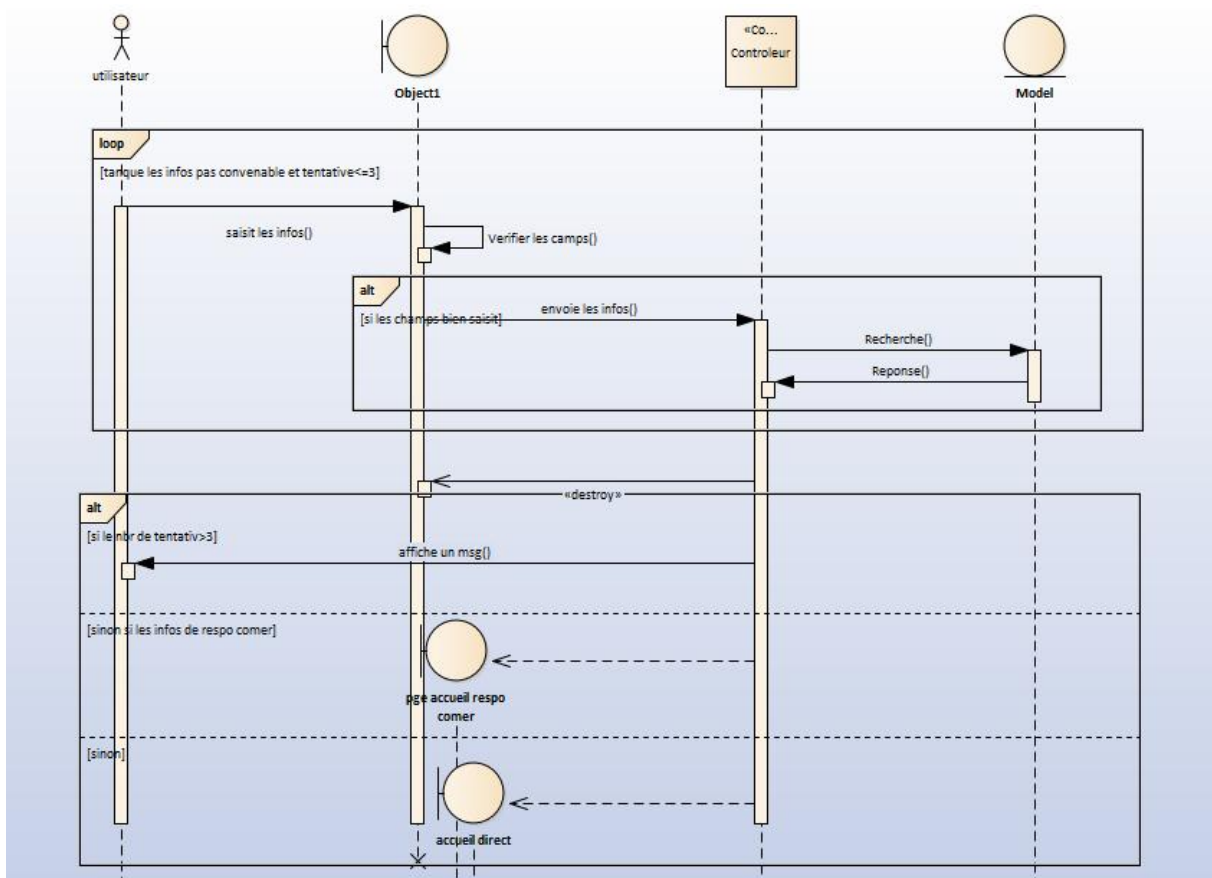 «Co...
Controleur
utilisateur
Object1
Model
loop
[tanque les infos pas convenable et tentative<=3]
saisit les infos()
Verifier les camps()
alt
[si les champs bien saisit]
envoie les infos()
Recherche()
Reponse()
«destroy»
alt
[si le nbr de tentativ>3]
affiche un msg()
[sinon si les infos de respo comer]
pge accueil respo
comer
[sinon]
accueil direct